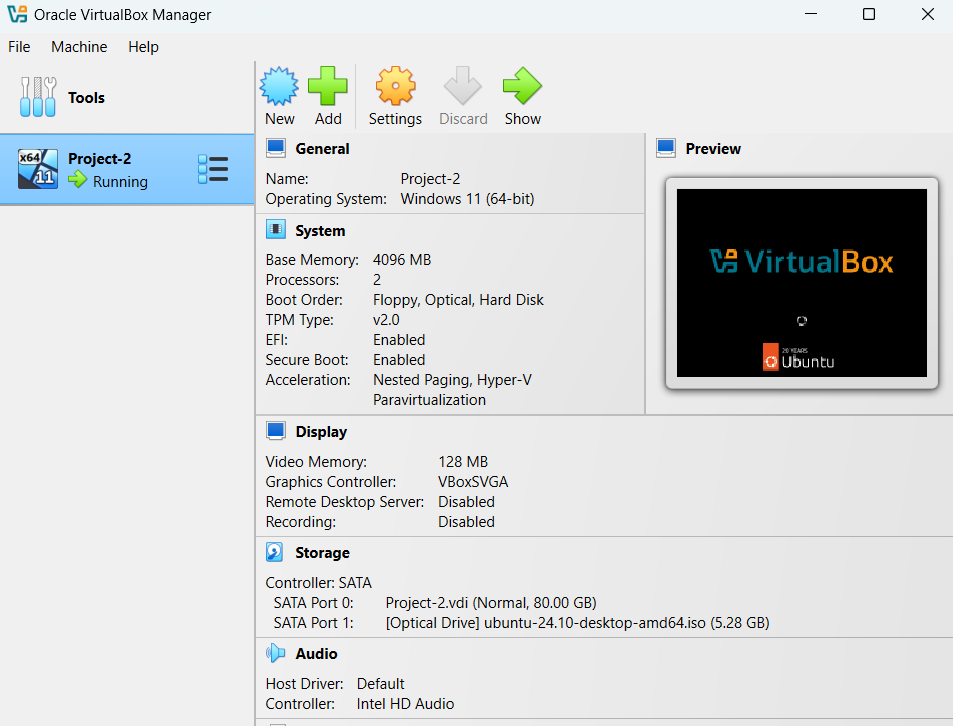 Oracle VirtualBox Manager
File Machine Help
Tools
New Add Settings Discard Show
x64
11
Project-2
Running
General
Name: Project-2
Operating System: Windows 11 (64-bit)
System
Base Memory: 4096 MB
Processors: 2
Boot Order: Floppy, Optical, Hard Disk
TPM Type: v2.0
EFI: Enabled
Secure Boot: Enabled
Acceleration: Nested Paging, Hyper-V
Paravirtualization
Preview
VirtualBox
20 YEARS
Ubuntu
Display
Video Memory: 128 MB
Graphics Controller: VBoxSVGA
Remote Desktop Server: Disabled
Recording: Disabled
Storage
Controller: SATA
SATA Port 0: Project-2.vdi (Normal, 80.00 GB)
SATA Port 1: [Optical Drive] ubuntu-24.10-desktop-amd64.iso (5.28 GB)
Audio
Host Driver: Default
Controller: Intel HD Audio